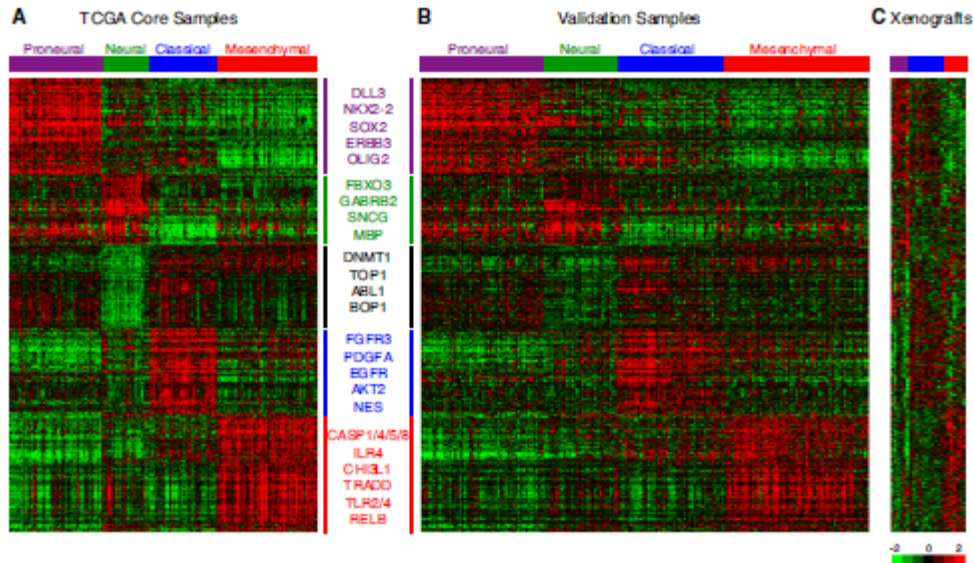 A TCGA Core Samples
B Validation Samples
C Xenografts
Proneural Neural Classical Mesenchymal
Proneural Neural Classical Mesenchymal
DLL3
NKX2-2
SOX2
ERBB3
OLIG2
FBXO3
GABRB2
SNCG
MBP
DNMT1
TOP1
ABL1
BOP1
FGFR3
PDGFA
EGFR
AKT2
NES
CASP1/4/5/8
ILR4
CHI3L1
TRADD
TLR2/4
RELB
-2 0 2